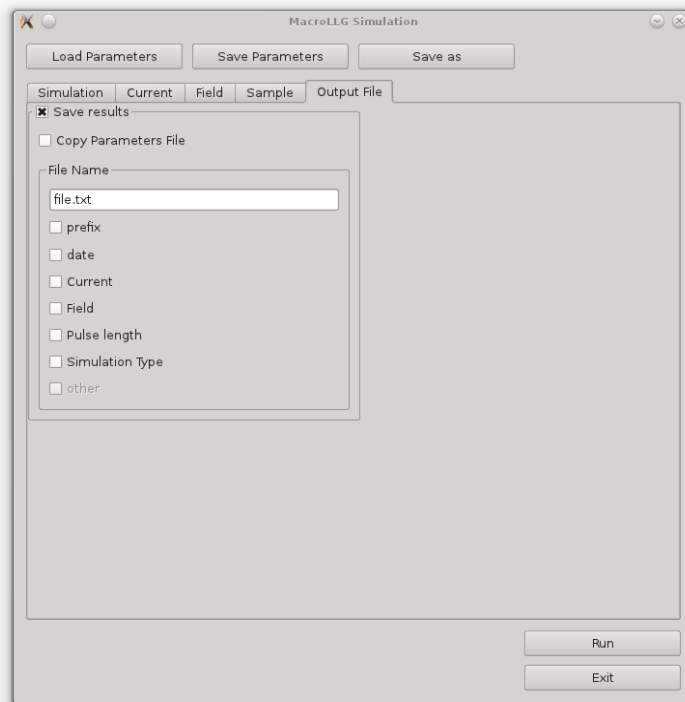 MacroLLG Simulation
Load Parameters Save Parameters Save as
Simulation Current Field Sample Output File
Save results
Copy Parameters File
File Name
file.txt
prefix
date
Current
Field
Pulse length
Simulation Type
other
Run
Exit